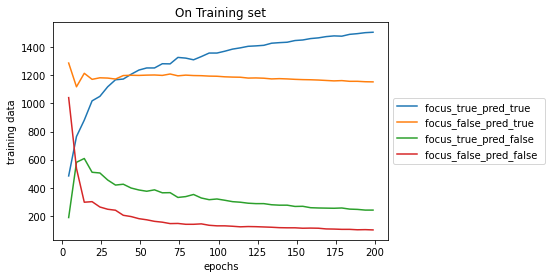 On Training set
training data
1400
1200
1000
800
600
400
200
0
25
50
75
100
125
150
175
200
epochs
focus_true_pred_true
focus_false_pred_true
focus_true_pred_false
focus_false_pred_false